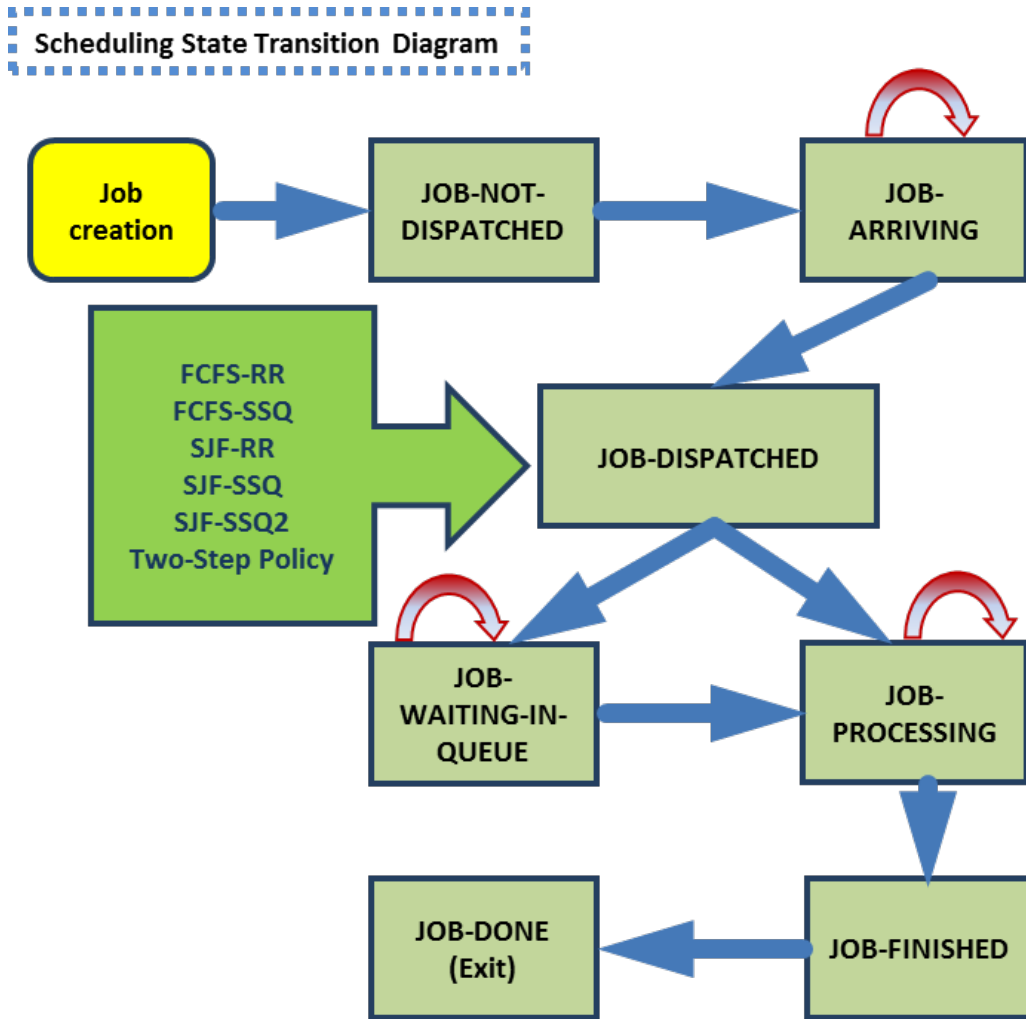 Scheduling State Transition Diagram
Job
creation
JOB-NOT-
DISPATCHED
JOB-
ARRIVING
FCFS-RR
FCFS-SSQ
SJF-RR
SJF-SSQ
SJF-SSQ2
Two-Step Policy
JOB-DISPATCHED
JOB-
WAITING-IN-
QUEUE
JOB-
PROCESSING
JOB-DONE
(Exit)
JOB-FINISHED